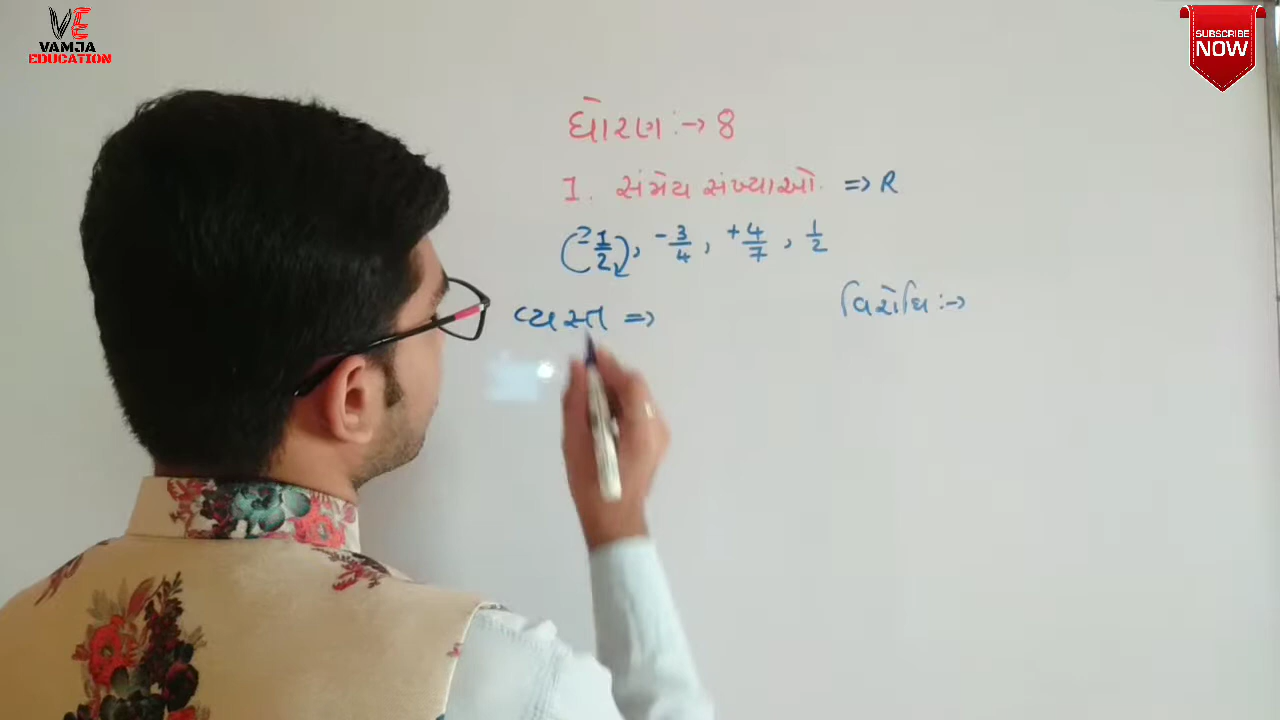 VE
VAMJA
EDUCATION
SUBSCRIBE
NOW
ધોરણ :→ 8
1. સંમેય સંખ્યાઓ. => R
(-1/2), -3/4, +4/7, 1/2
વ્યસ્ત => વિરોધિ :→